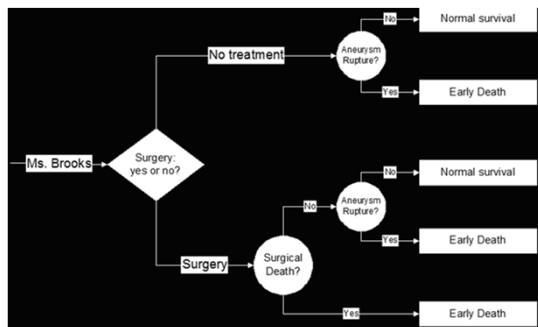 No
Normal survival
No treatment
Aneurysm
Rupture?
Yes
Early Death
Ms. Brooks
Surgery:
yes or no?
No
Normal survival
No
Aneurysm
Rupture?
Yes
Early Death
Surgery
Surgical
Death?
Yes
Early Death